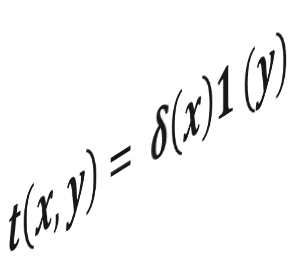 t(x, y) = δ(x)1(y)